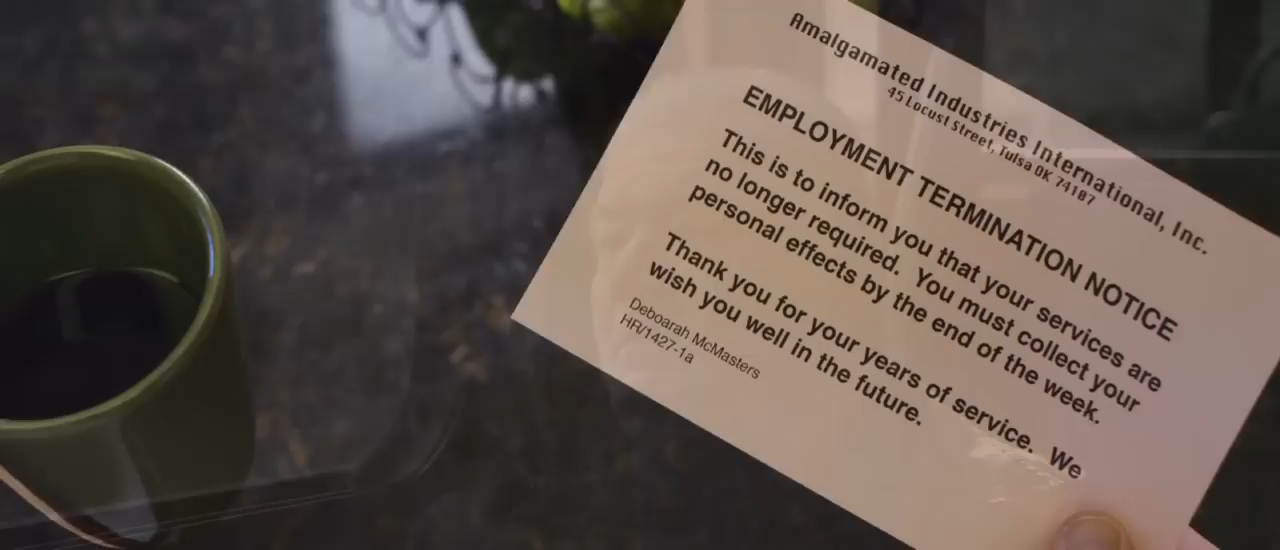 Amalgamated Industries International, Inc.
45 Locust Street, Tulsa OK 74107
EMPLOYMENT TERMINATION NOTICE
This is to inform you that your services are
no longer required. You must collect your
personal effects by the end of the week.
Thank you for your years of service. We
wish you well in the future.
Deboarah McMasters
HR/1427-1a